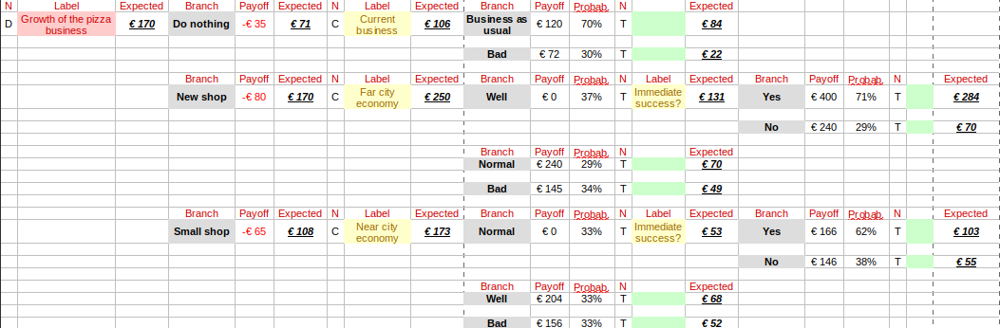 N Label Expected Branch Payoff Expected N Label Expected Branch Payoff Probab. N Expected
D Growth of the pizza business € 170 Do nothing -€ 35 € 71 C Current business € 106 Business as usual € 120 70% T € 84
Bad € 72 30% T € 22
Branch Payoff Expected N Label Expected Branch Payoff Probab. N Label Expected Branch Payoff Probab. N Expected
New shop -€ 80 € 170 C Far city economy € 250 Well € 0 37% T Immediate success? € 131 Yes € 400 71% T € 284
No € 240 29% T € 70
Branch Payoff Probab. N Expected
Normal € 240 29% T € 70
Bad € 145 34% T € 49
Branch Payoff Expected N Label Expected Branch Payoff Probab. N Label Expected Branch Payoff Probab. N Expected
Small shop -€ 65 € 108 C Near city economy € 173 Normal € 0 33% T Immediate success? € 53 Yes € 166 62% T € 103
No € 146 38% T € 55
Branch Payoff Probab. N Expected
Well € 204 33% T € 68
Bad € 156 33% T € 52